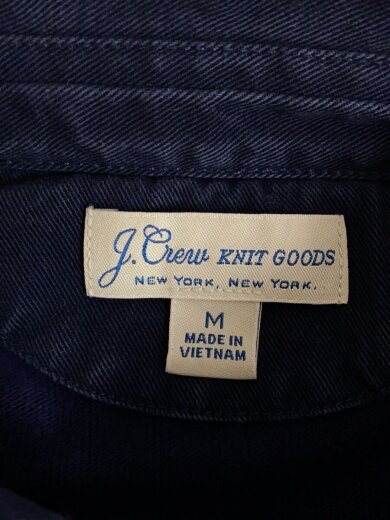 J. Crew KNIT GOODS
NEW YORK, NEW YORK.
M
MADE IN
VIETNAM